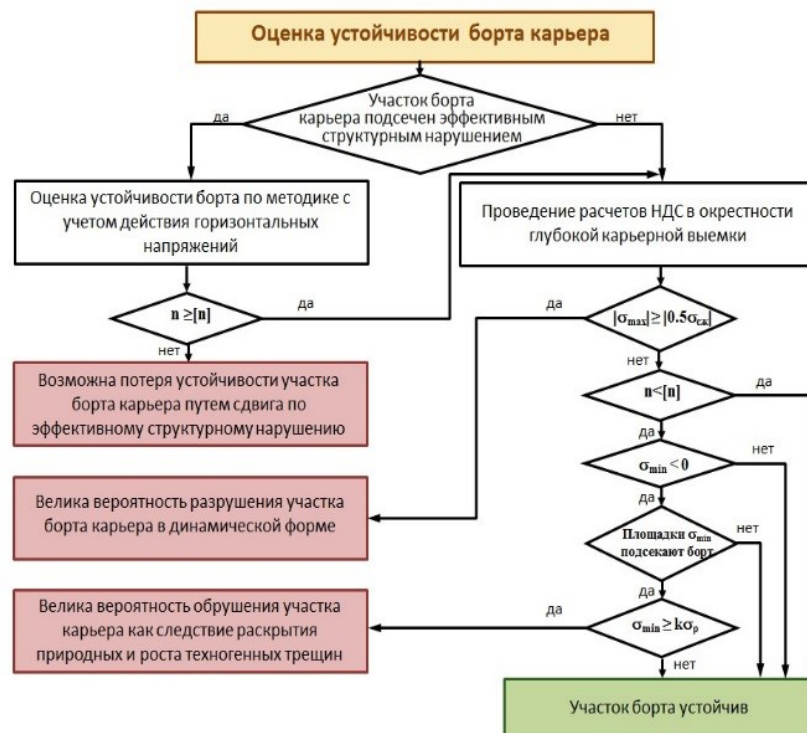 Оценка устойчивости борта карьера
Участок борта
карьера подсечен эффективным
структурным нарушением
да
нет
Оценка устойчивости борта по методике с
учетом действия горизонтальных
напряжений
Проведение расчетов НДС в окрестности
глубокой карьерной выемки
n ≥[n]
да
нет
да
|σmax|≥|0.5σсж|
нет
Возможна потеря устойчивости участка
борта карьера путем сдвига по
эффективному структурному нарушению
n<[n]
да
да
σmin < 0
нет
да
Велика вероятность разрушения участка
борта карьера в динамической форме
Площадки σmin
подсекают борт
нет
да
Велика вероятность обрушения участка
карьера как следствие раскрытия
природных и роста техногенных трещин
да
σmin ≥ kσр
нет
Участок борта устойчив